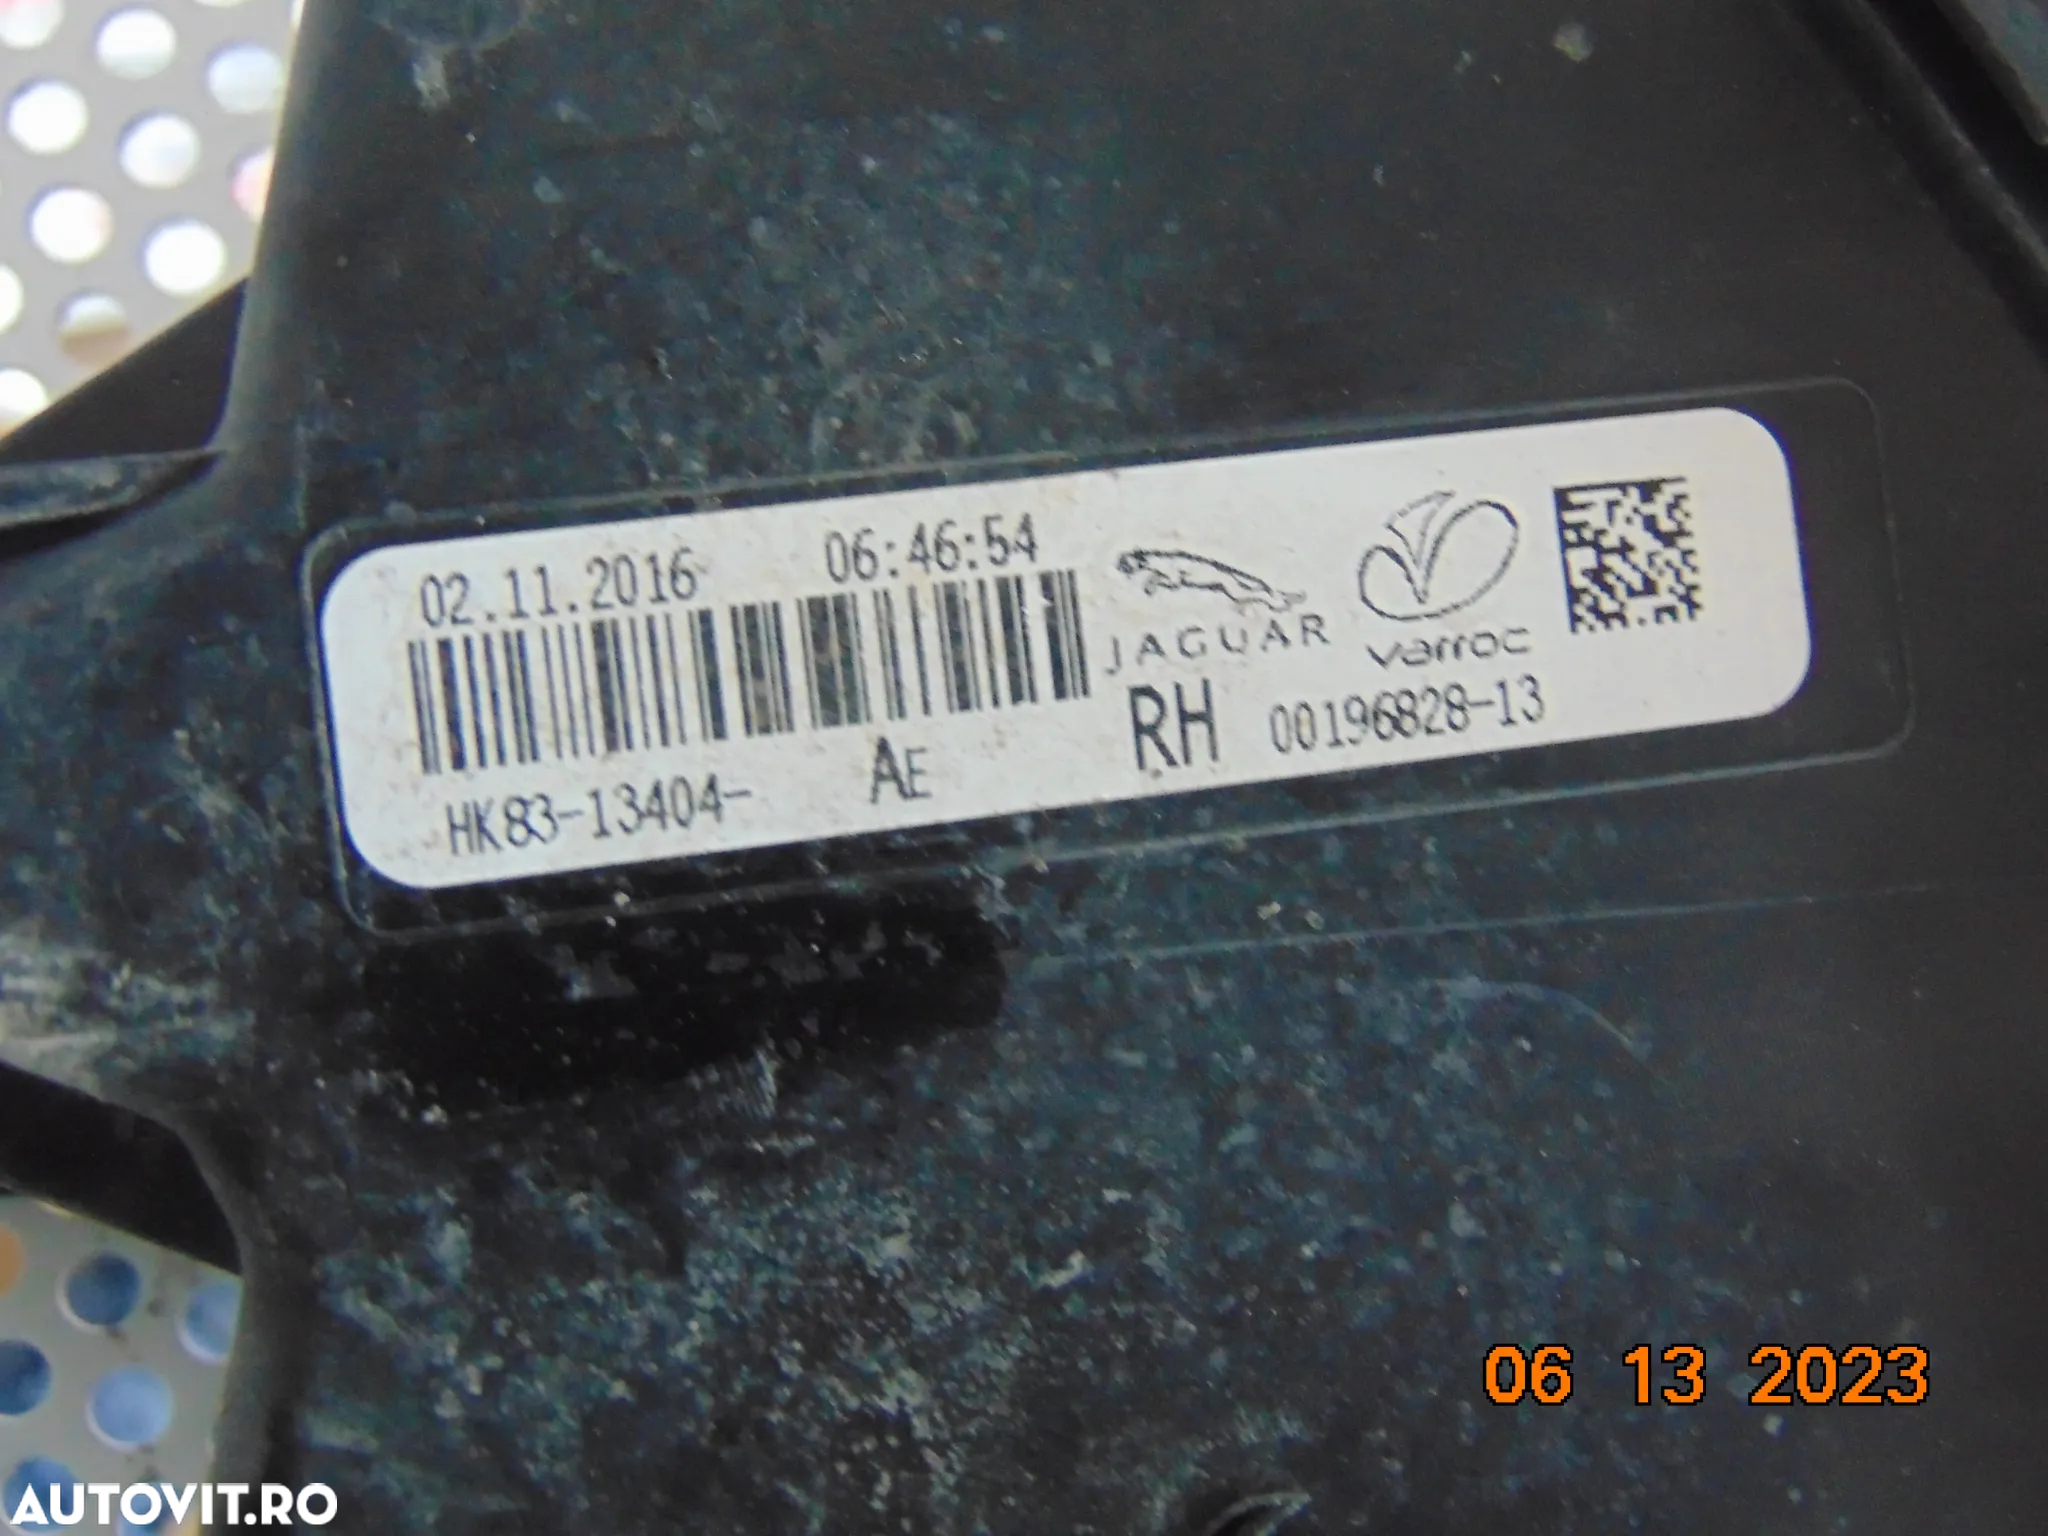 02.11.2016 06:46:54
JAGUAR varroc
RH 00196828-13
HK83-13404- AE
06 13 2023
AUTOVIT.RO